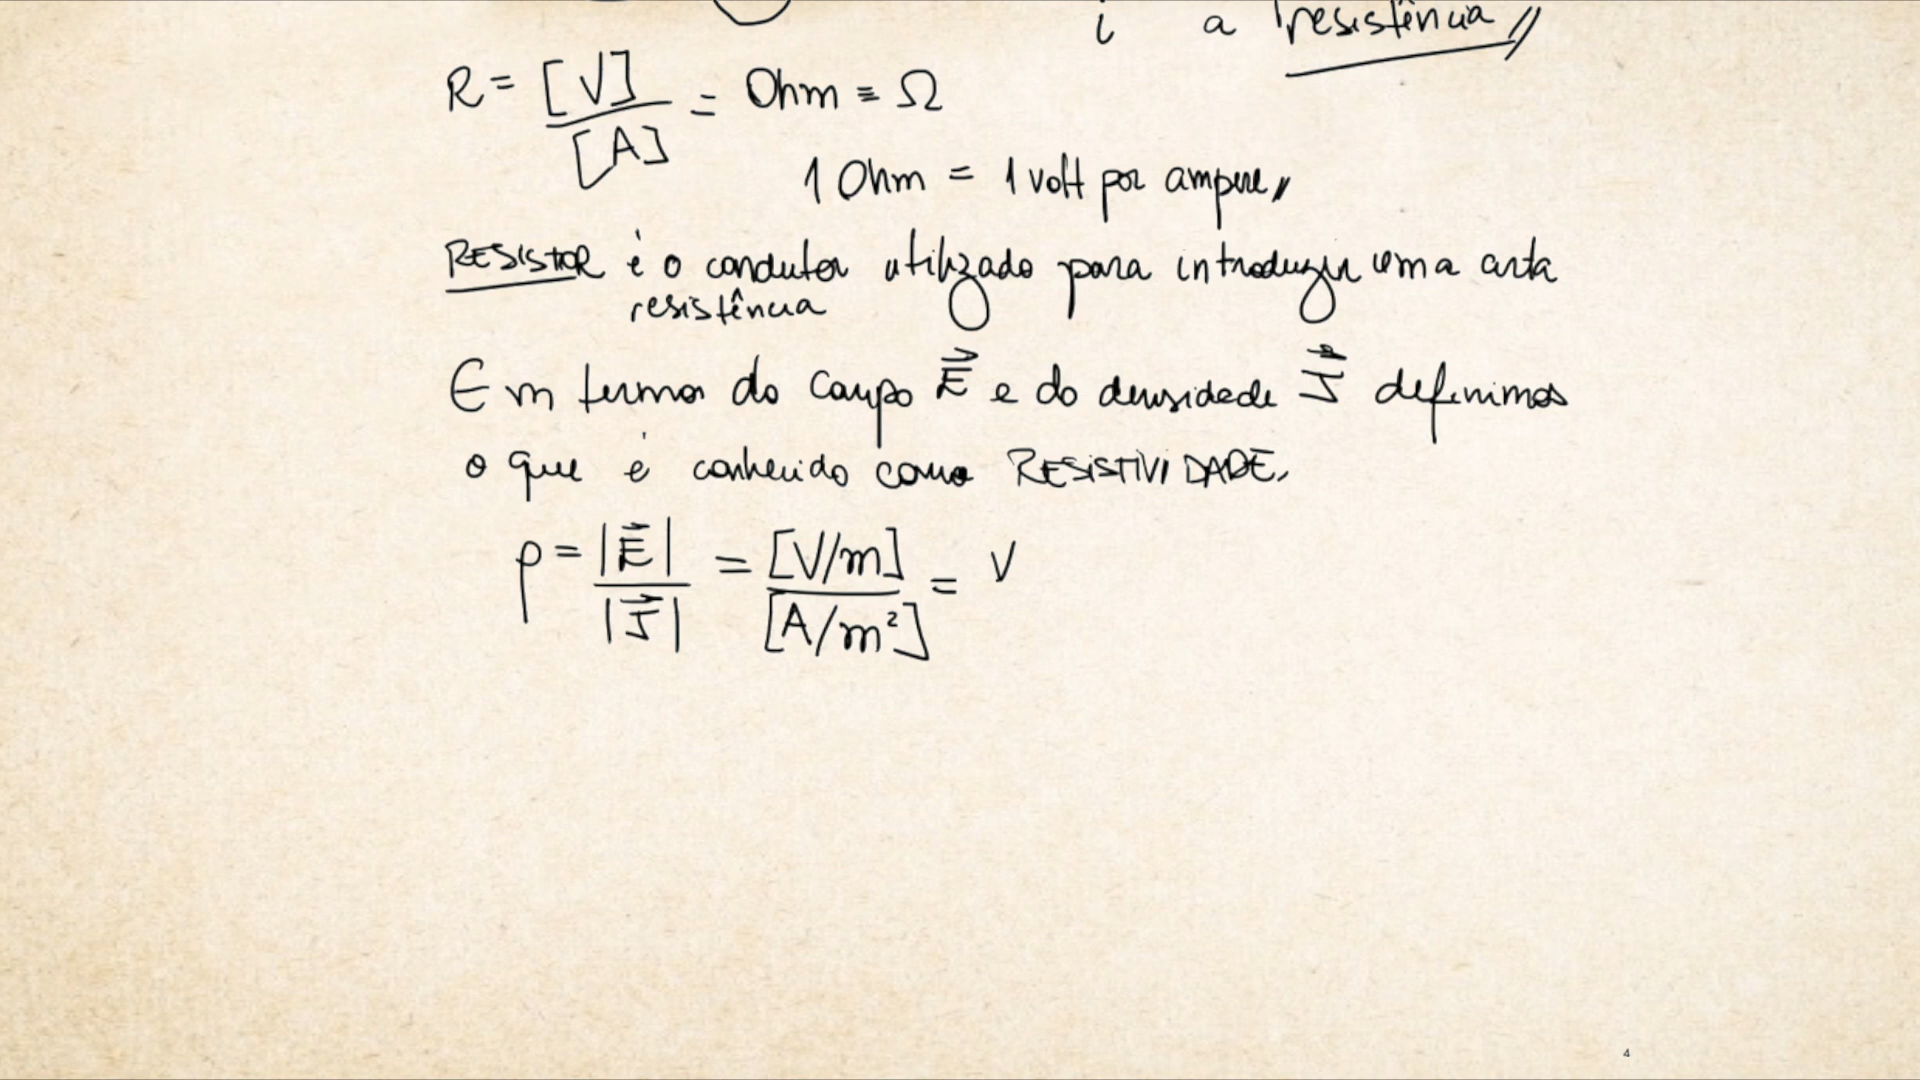 i a resistência //
R = [V] / [A] = Ohm ≡ Ω
1 Ohm = 1 volt por ampere //
RESISTOR é o condutor utilizado para introduzir uma certa
resistência
Em termos do campo E⃗ e do densidade J⃗ definimos
o que é conhecido como RESISTIVIDADE.
ρ = |E⃗| / |J⃗| = [V/m] / [A/m²] = V
4